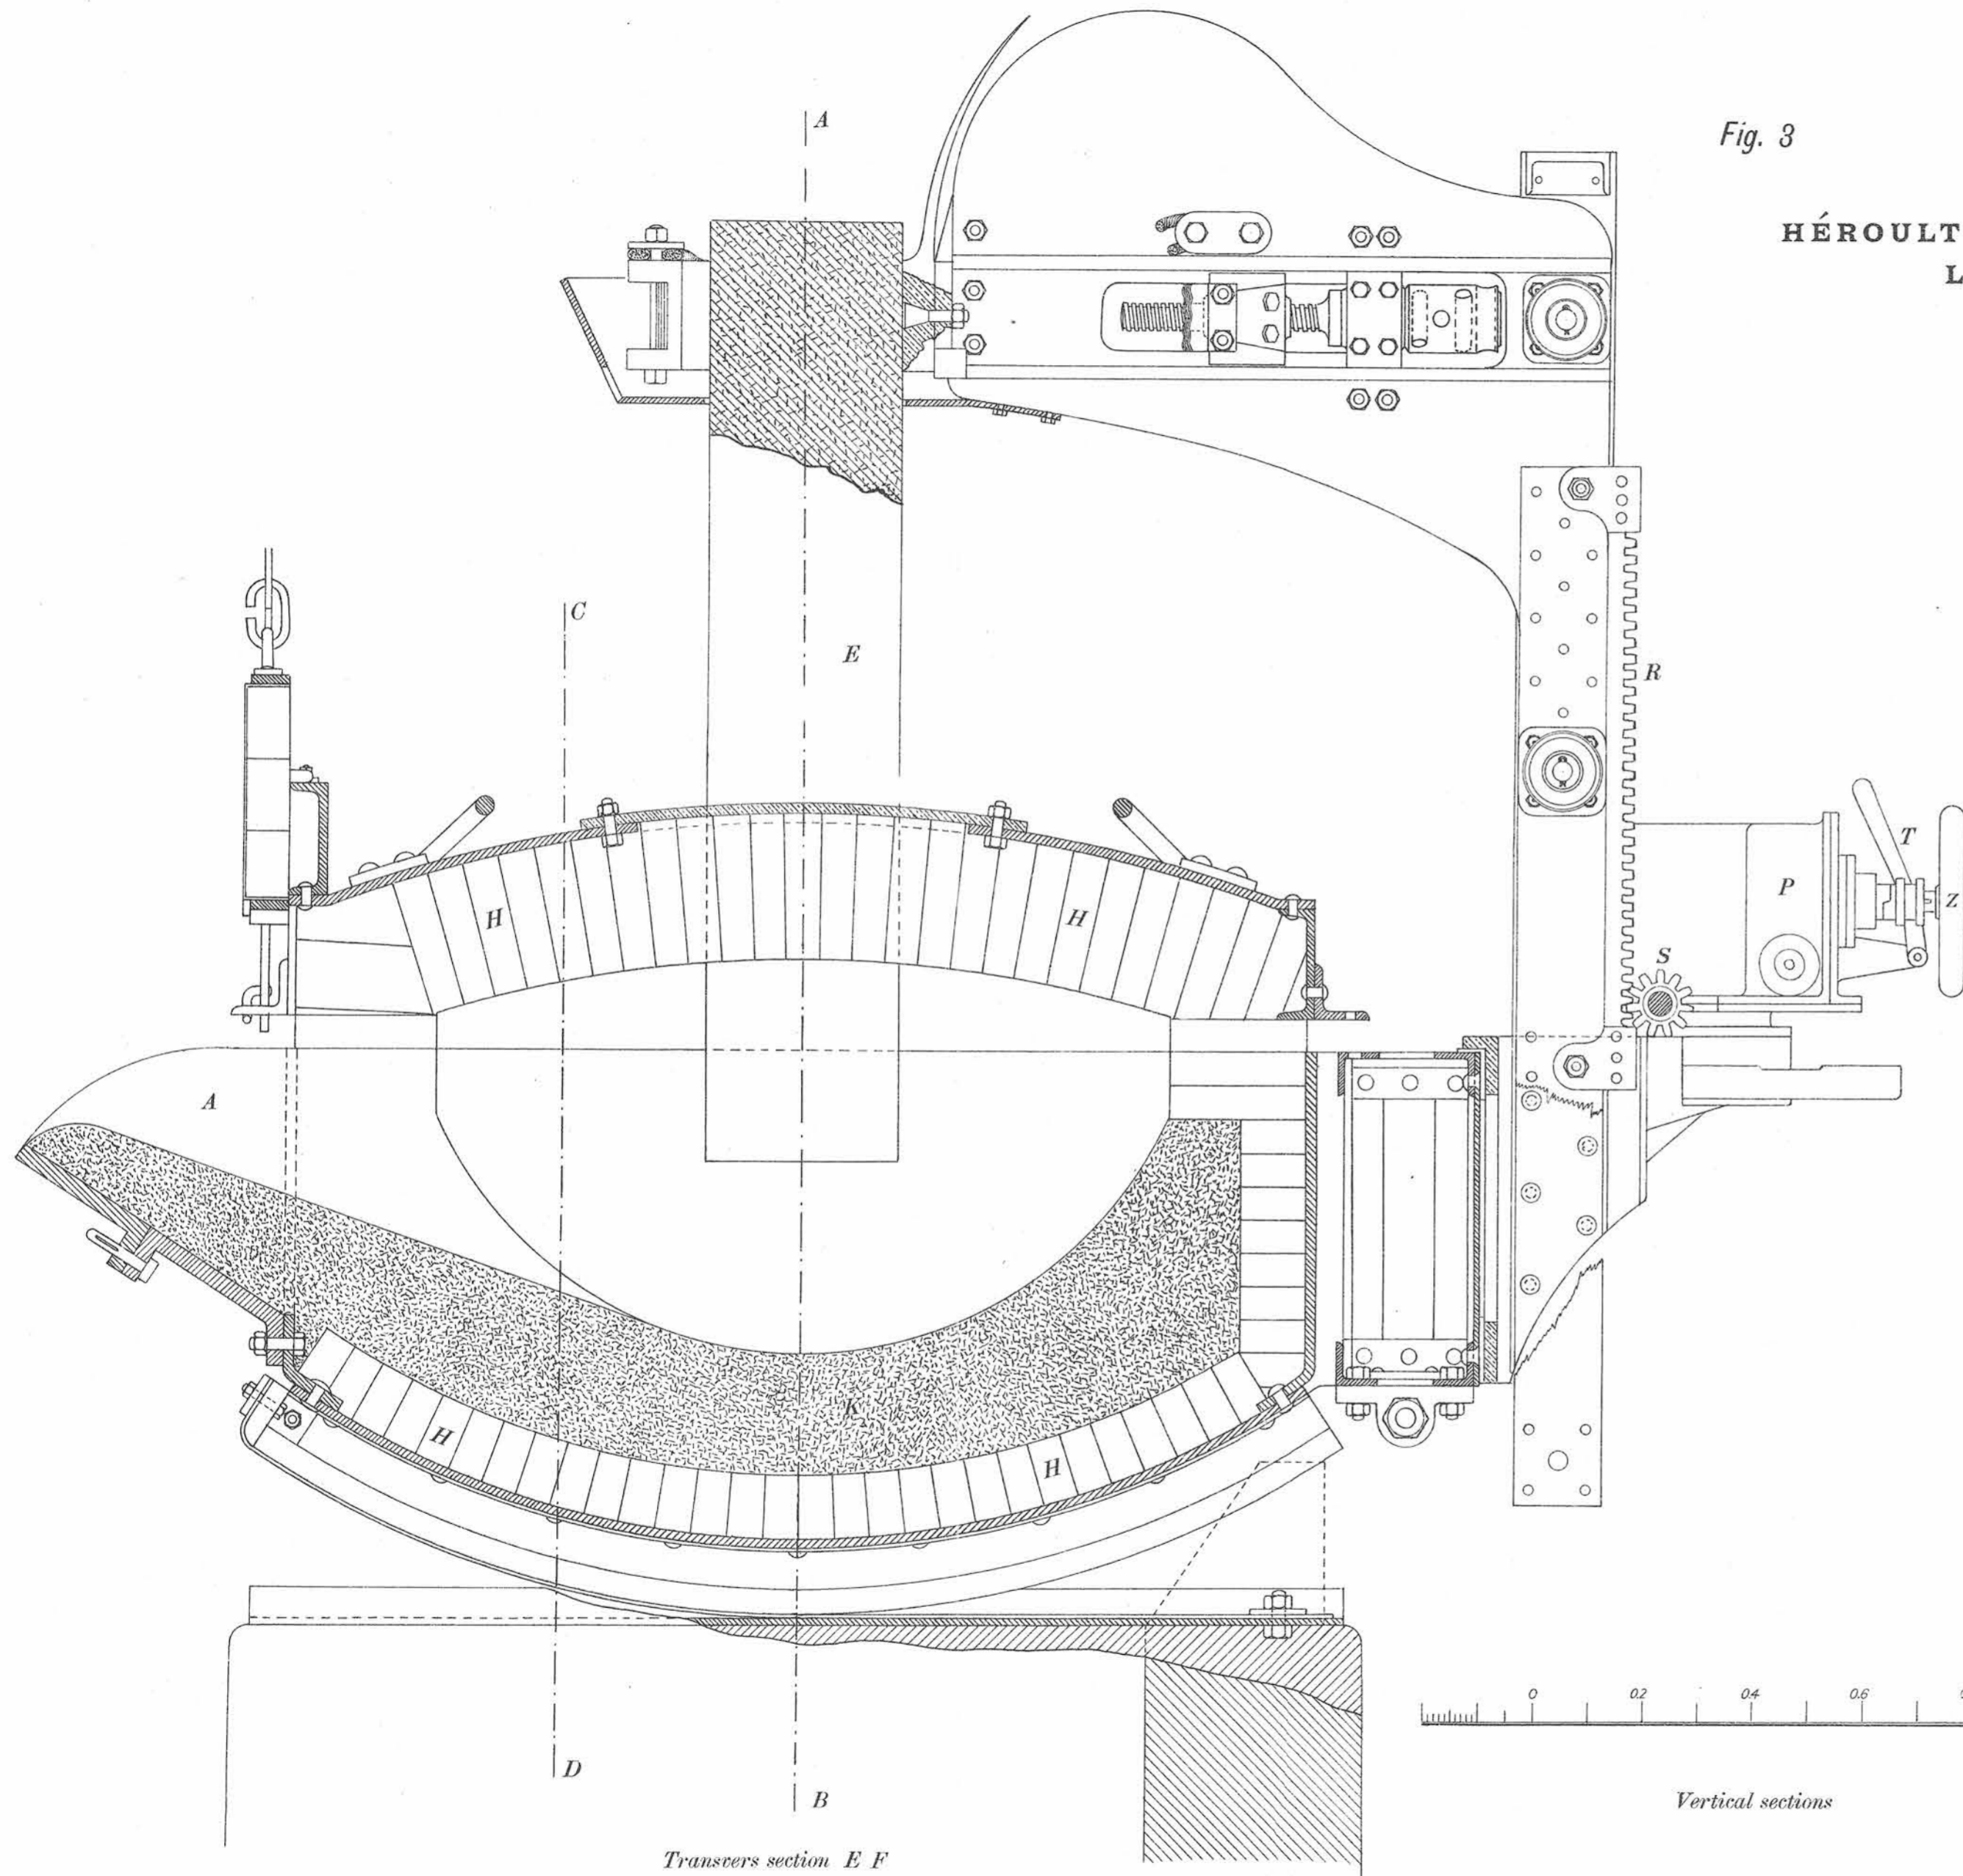 A
Fig. 3
HÉROULT
L
C
E
R
T
P
Z
H
H
S
A
K
H
H
0 0.2 0.4 0.6
D
B
Vertical sections
Transvers section E F